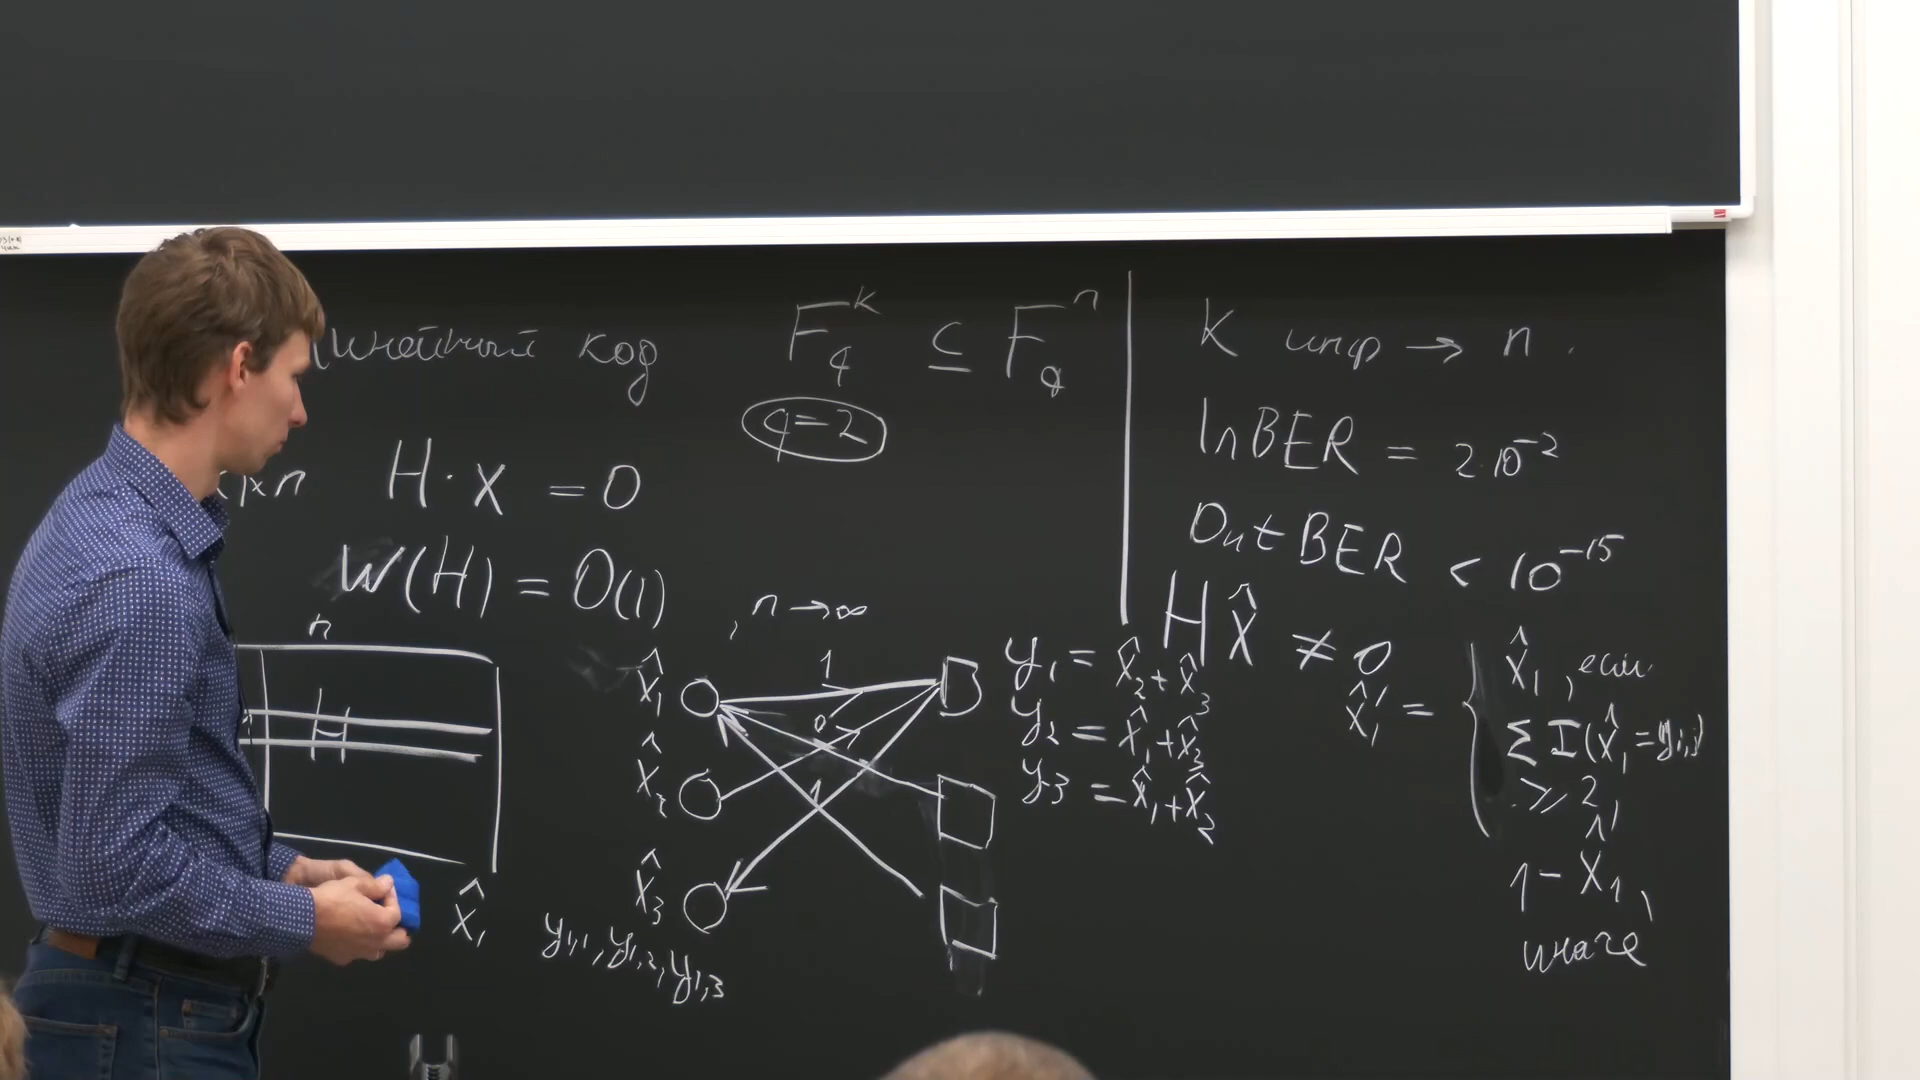 Линейный код F_q^k ⊆ F_q^n
q=2
)×n H·x = 0
W(H) = O(1), n→∞
n
H
x̂_1
x̂_1
x̂_2
x̂_3
1
0
1
y_1 = x̂_2+x̂_3
y_2 = x̂_1+x̂_3
y_3 = x̂_1+x̂_2
y_{1,1}, y_{1,2}, y_{1,3}
K инф → n.
InBER = 2·10^{-2}
OutBER < 10^{-15}
Hx̂ ≠ 0
x̂_1' = { x̂_1, если
Σ I(x̂_1 = y_{1,j})
≥ 2,
1 - x̂_1,
иначе